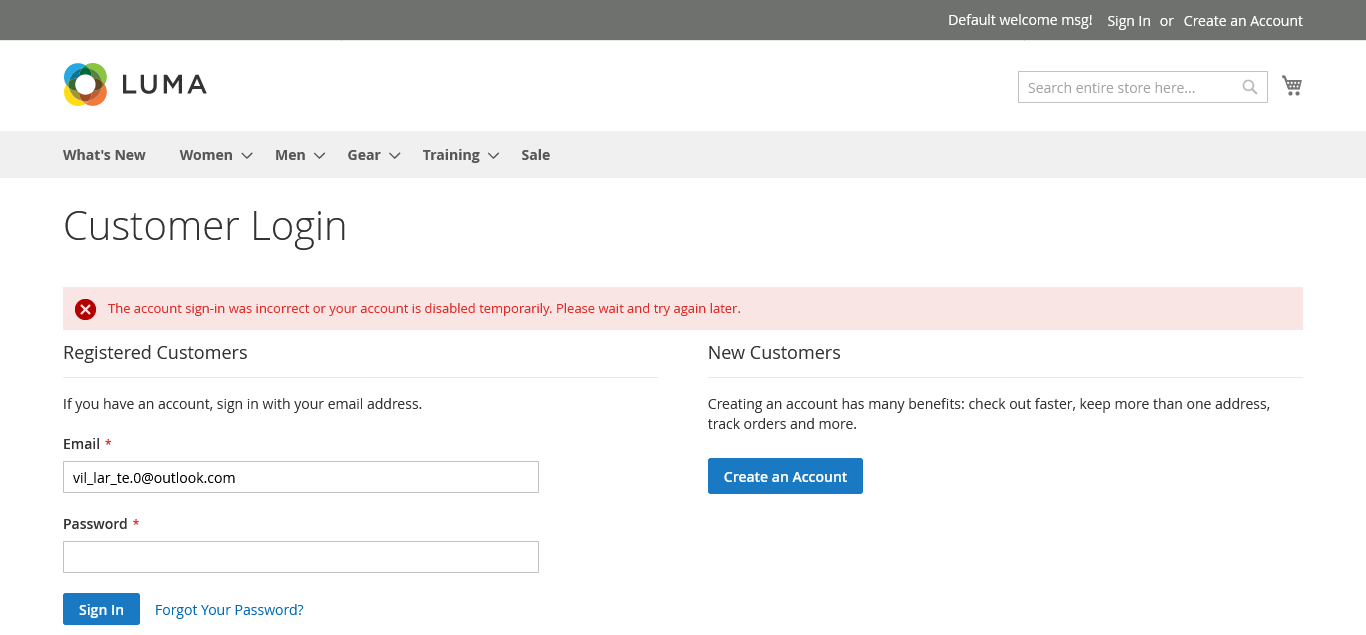 Default welcome msg! Sign In or Create an Account
LUMA
Search entire store here...
What's New Women Men Gear Training Sale
Customer Login
The account sign-in was incorrect or your account is disabled temporarily. Please wait and try again later.
Registered Customers
If you have an account, sign in with your email address.
Email *
vil_lar_te.0@outlook.com
Password *
Sign In Forgot Your Password?
New Customers
Creating an account has many benefits: check out faster, keep more than one address,
track orders and more.
Create an Account